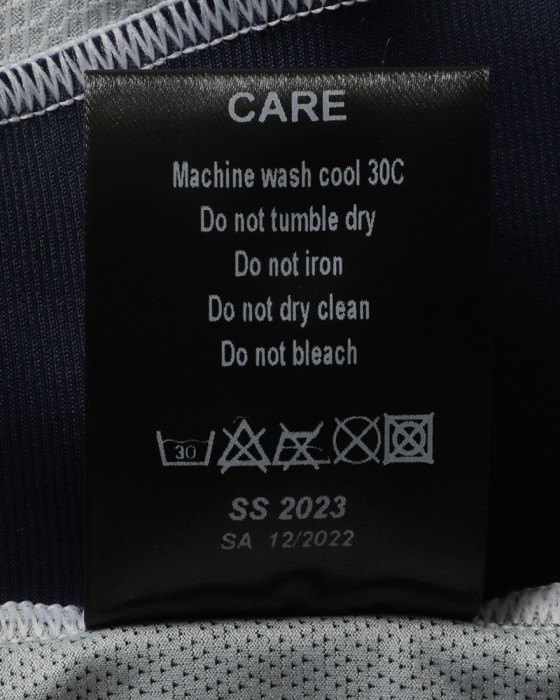 CARE
Machine wash cool 30C
Do not tumble dry
Do not iron
Do not dry clean
Do not bleach
30
SS 2023
SA 12/2022